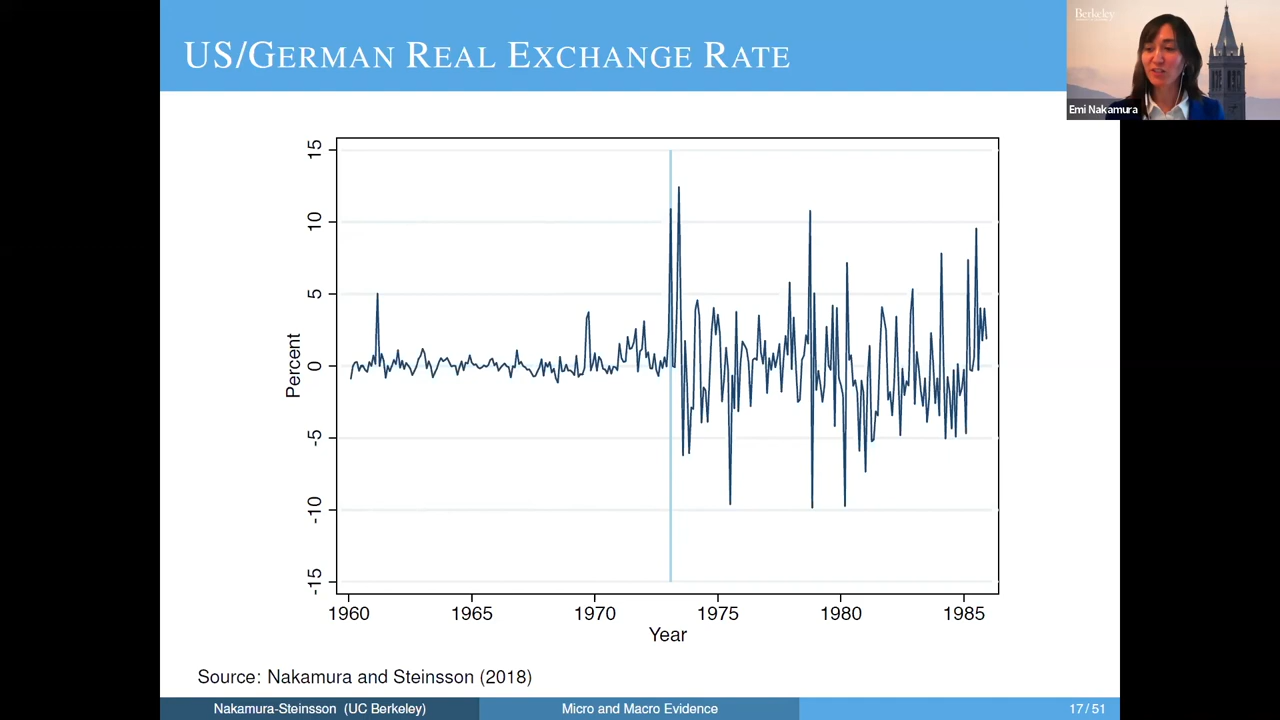 US/GERMAN REAL EXCHANGE RATE
Berkeley
Emi Nakamura
15
10
5
0
-5
-10
-15
Percent
1960 1965 1970 1975 1980 1985
Year
Source: Nakamura and Steinsson (2018)
Nakamura-Steinsson (UC Berkeley) Micro and Macro Evidence 17/51